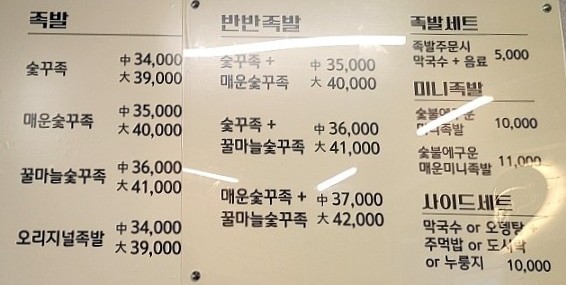 족발
숯꾸족 中 34,000
大 39,000
매운숯꾸족 中 35,000
大 40,000
꿀마늘숯꾸족 中 36,000
大 41,000
오리지널족발 中 34,000
大 39,000
반반족발
숯꾸족 + 中 35,000
매운숯꾸족 大 40,000
숯꾸족 + 中 36,000
꿀마늘숯꾸족 大 41,000
매운숯꾸족 + 中 37,000
꿀마늘숯꾸족 大 42,000
족발세트
족발주문시
막국수 + 음료 5,000
미니족발
숯불에구운
미니족발 10,000
숯불에구운
매운미니족발 11,000
사이드세트
막국수 or 오뎅탕 +
주먹밥 or 도시락
or 누룽지 10,000